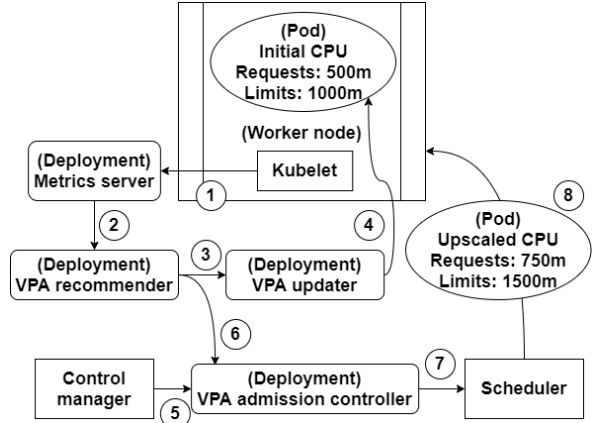 (Pod)
Initial CPU
Requests: 500m
Limits: 1000m
(Worker node)
Kubelet
(Deployment)
Metrics server
1
2
3
4
(Deployment)
VPA recommender
(Deployment)
VPA updater
8
(Pod)
Upscaled CPU
Requests: 750m
Limits: 1500m
6
Control
manager
5
(Deployment)
VPA admission controller
7
Scheduler